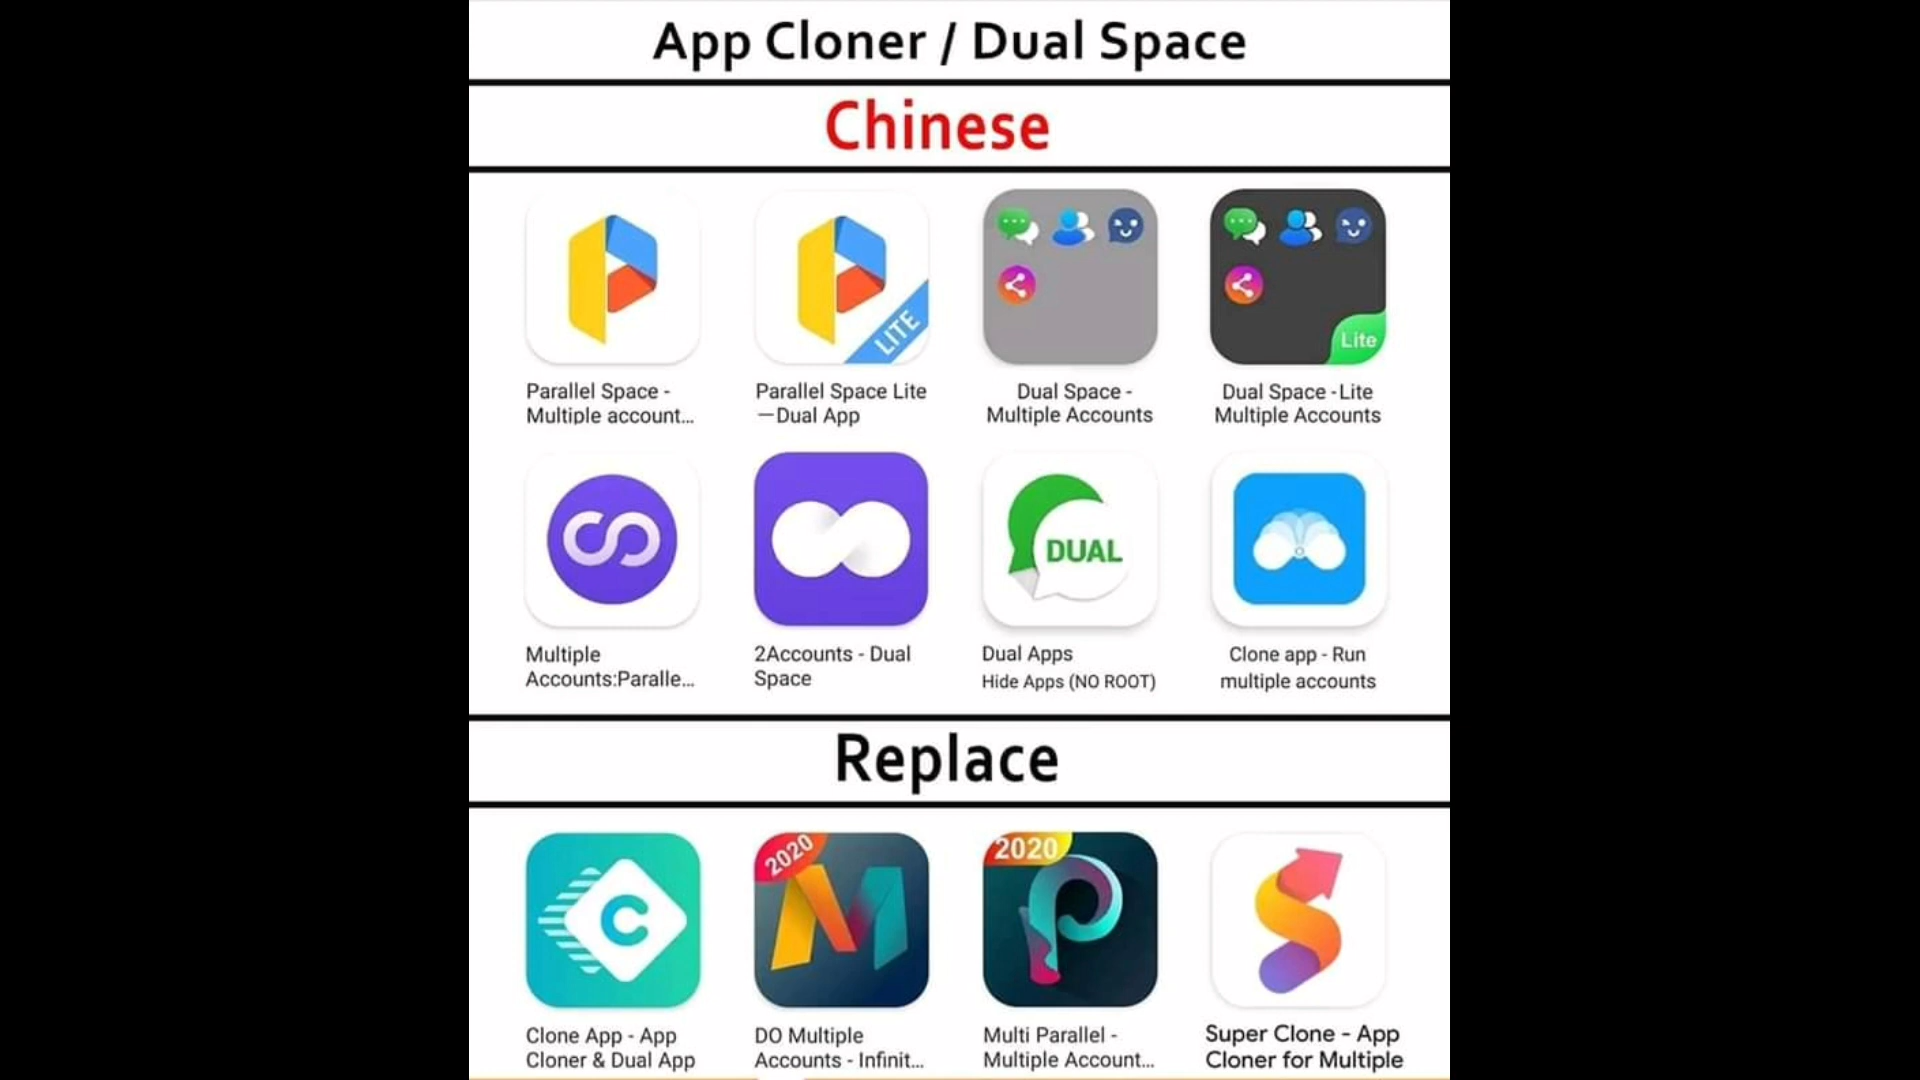 App Cloner / Dual Space
Chinese
LITE
Lite
Parallel Space -
Multiple account...
Parallel Space Lite
—Dual App
Dual Space -
Multiple Accounts
Dual Space -Lite
Multiple Accounts
DUAL
Multiple
Accounts:Paralle...
2Accounts - Dual
Space
Dual Apps
Hide Apps (NO ROOT)
Clone app - Run
multiple accounts
Replace
C
2020
M
2020
P
S
Clone App - App
Cloner & Dual App
DO Multiple
Accounts - Infinit...
Multi Parallel -
Multiple Account...
Super Clone - App
Cloner for Multiple